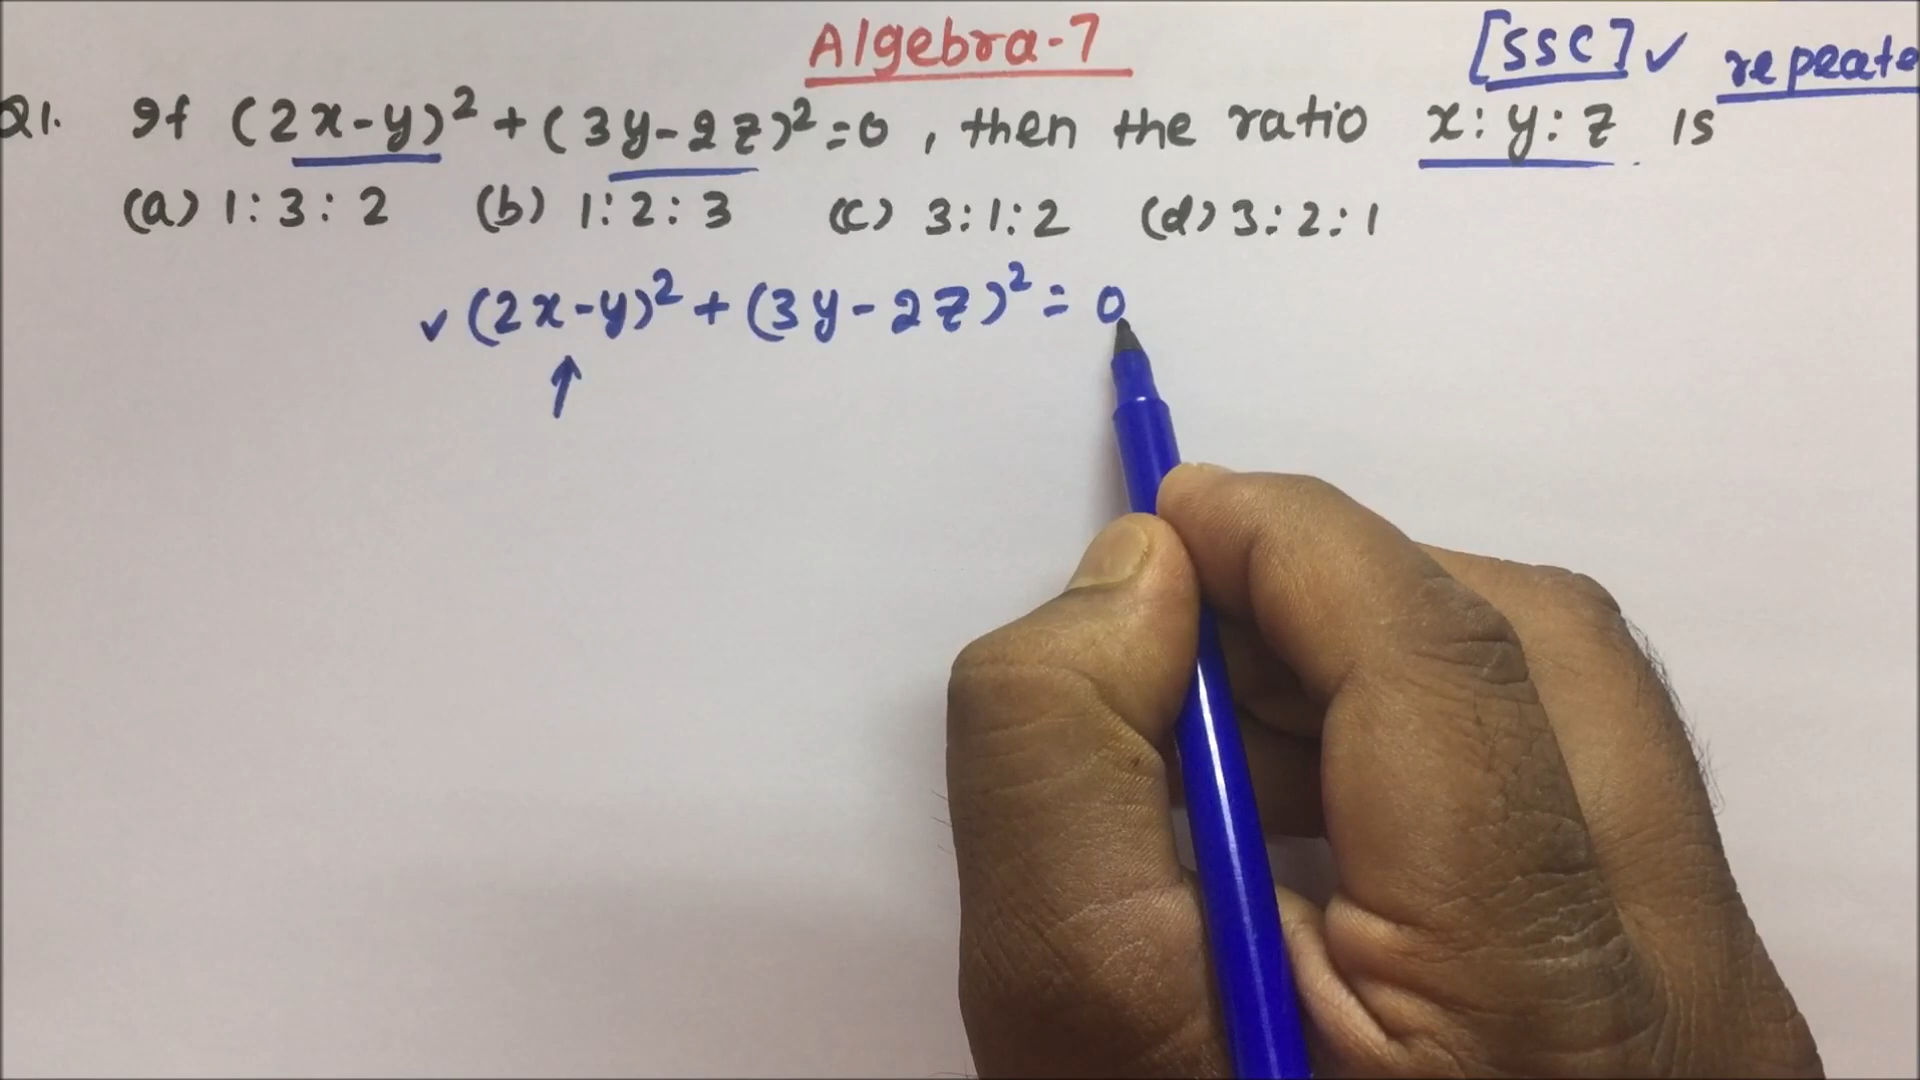 Algebra-7
[SSC] ✓ repeate
Q1. If (2x-y)² + (3y-2z)² = 0, then the ratio x:y:z is
(a) 1:3:2 (b) 1:2:3 (c) 3:1:2 (d) 3:2:1
✓ (2x-y)² + (3y-2z)² = 0
↑